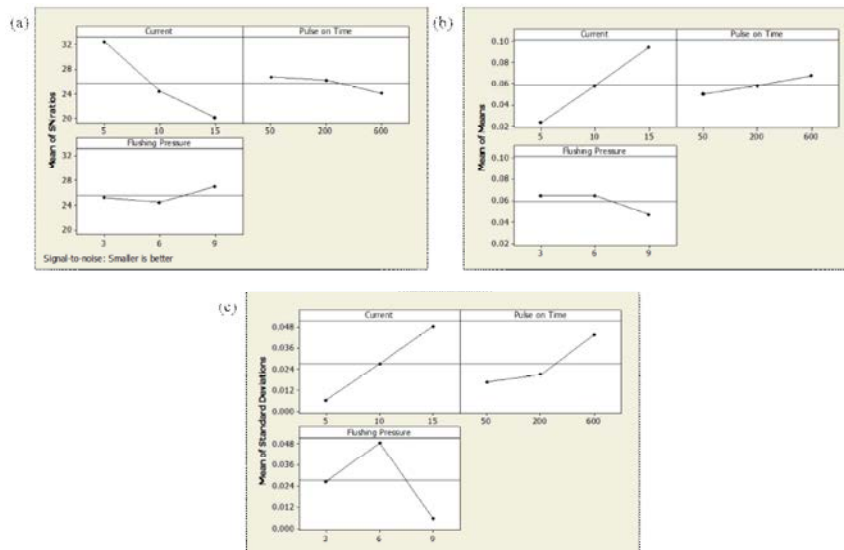 (a)
Mean of SN ratios
Current
Pulse on Time
32
28
24
20
5 10 15
50 200 600
Flushing Pressure
32
28
24
20
3 6 9
Signal-to-noise: Smaller is better
(b)
Mean of Means
Current
Pulse on Time
0.10
0.08
0.06
0.04
0.02
5 10 15
50 200 600
Flushing Pressure
0.10
0.08
0.06
0.04
0.02
3 6 9
(c)
Mean of Standard Deviations
Current
Pulse on Time
0.048
0.036
0.024
0.012
0.000
5 10 15
50 200 600
Flushing Pressure
0.048
0.036
0.024
0.012
0.000
3 6 9